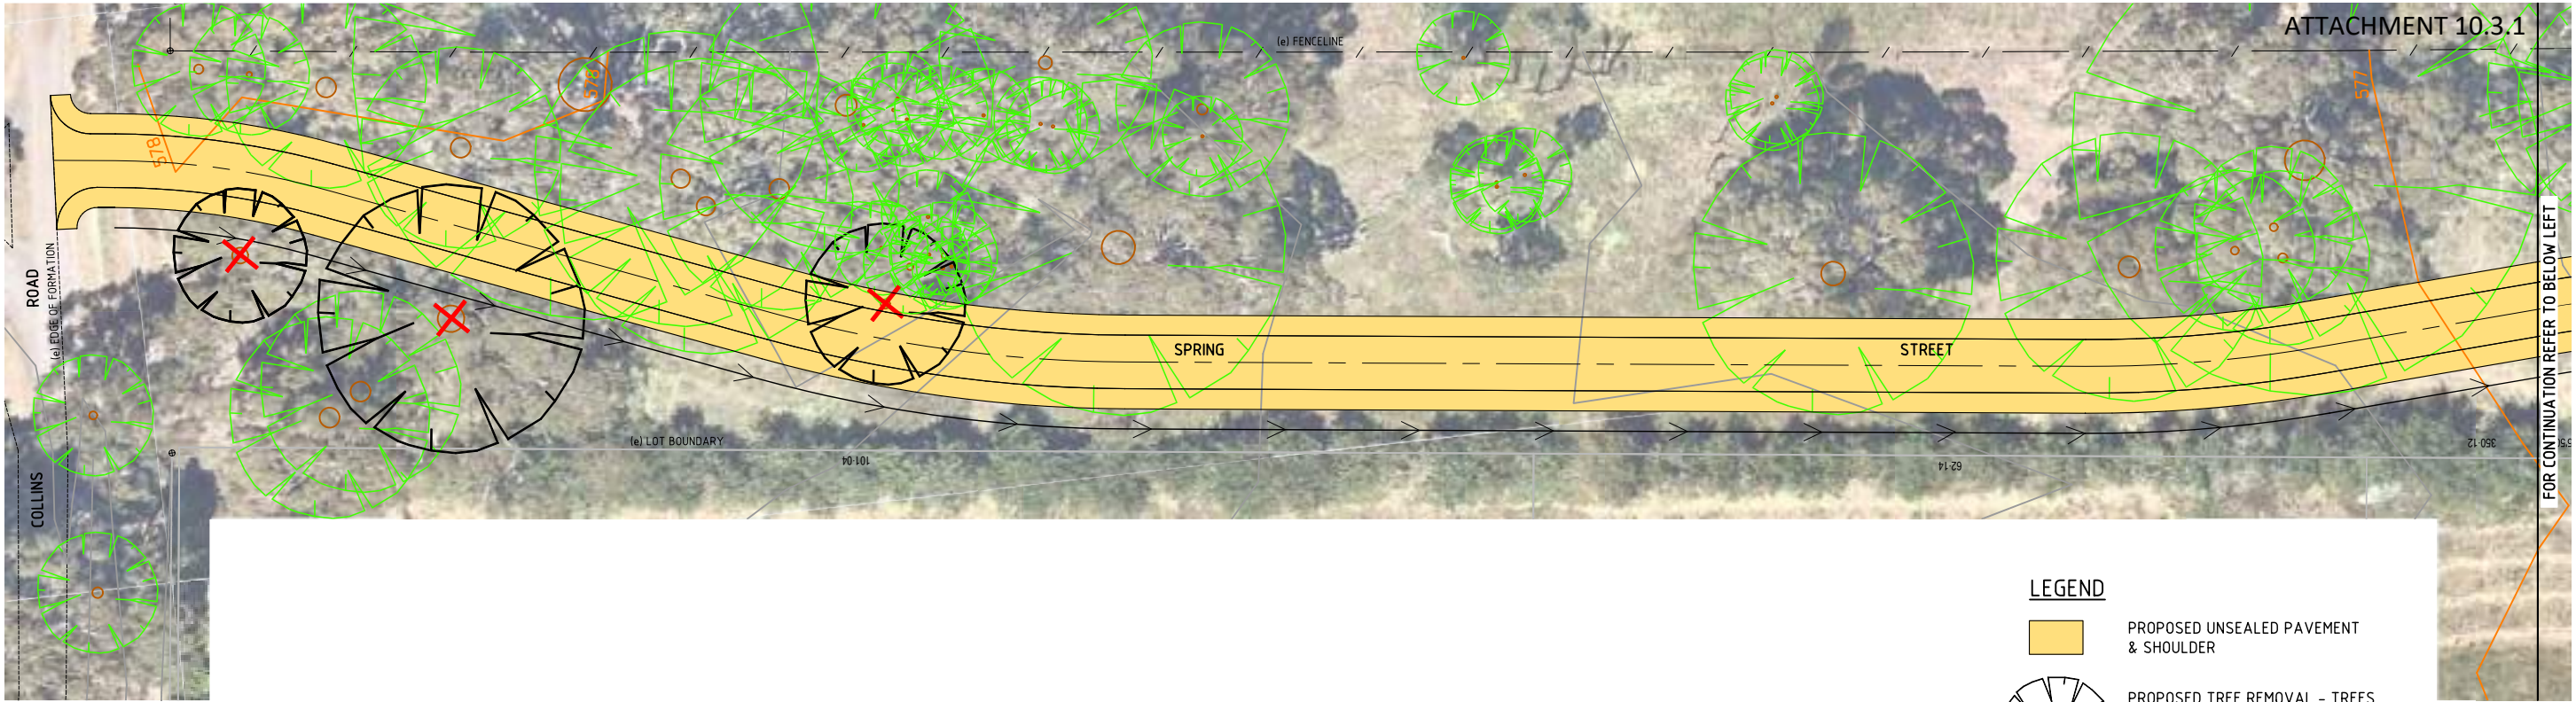 ATTACHMENT 10.3.1
(e) FENCELINE
578
578
577
ROAD
(e) EDGE OF FORMATION
COLLINS
SPRING
STREET
(e) LOT BOUNDARY
101·04
62·14
350·12
FOR CONTINUATION REFER TO BELOW LEFT
LEGEND
PROPOSED UNSEALED PAVEMENT
& SHOULDER
PROPOSED TREE REMOVAL – TREES